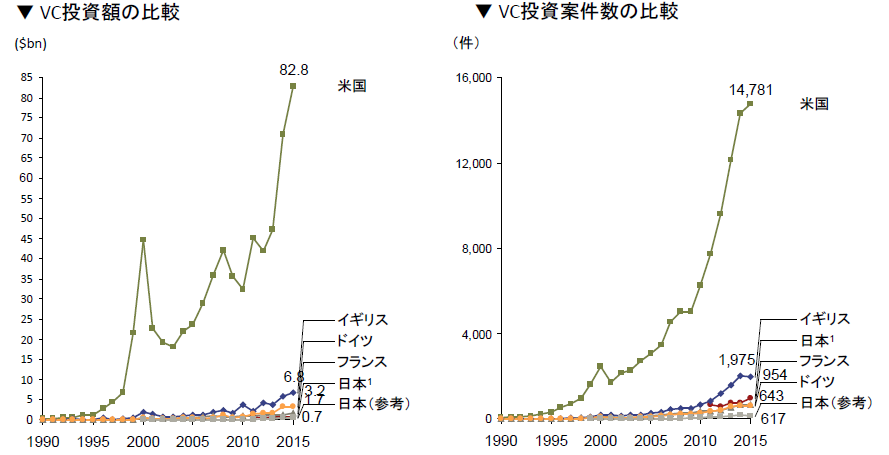 ▼ VC投資額の比較
($bn)
85
80
75
70
65
60
55
50
45
40
35
30
25
20
15
10
5
0
82.8
米国
イギリス
ドイツ
フランス
日本1
日本(参考)
6.8
3.2
1.7
0.7
1990 1995 2000 2005 2010 2015
▼ VC投資案件数の比較
(件)
16,000
12,000
8,000
4,000
0
14,781
米国
イギリス
日本1
フランス
ドイツ
日本(参考)
1,975
954
643
617
1990 1995 2000 2005 2010 2015